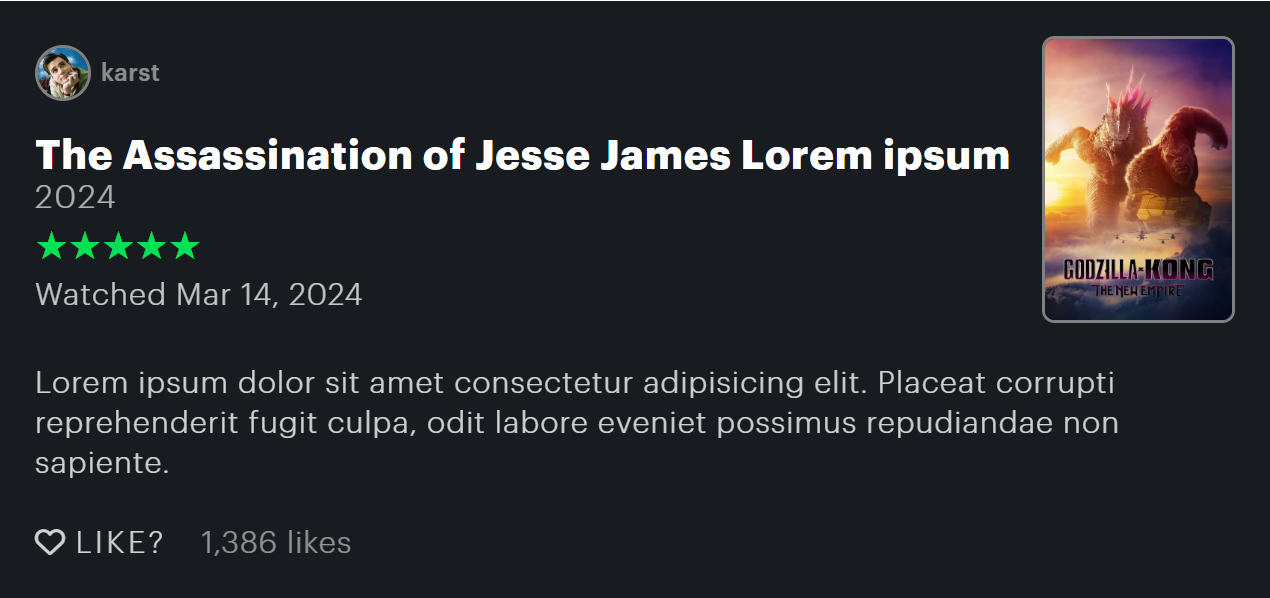 karst
The Assassination of Jesse James Lorem ipsum
2024
★★★★★
Watched Mar 14, 2024
GODZILLA x KONG
THE NEW EMPIRE
Lorem ipsum dolor sit amet consectetur adipisicing elit. Placeat corrupti
reprehenderit fugit culpa, odit labore eveniet possimus repudiandae non
sapiente.
LIKE? 1,386 likes